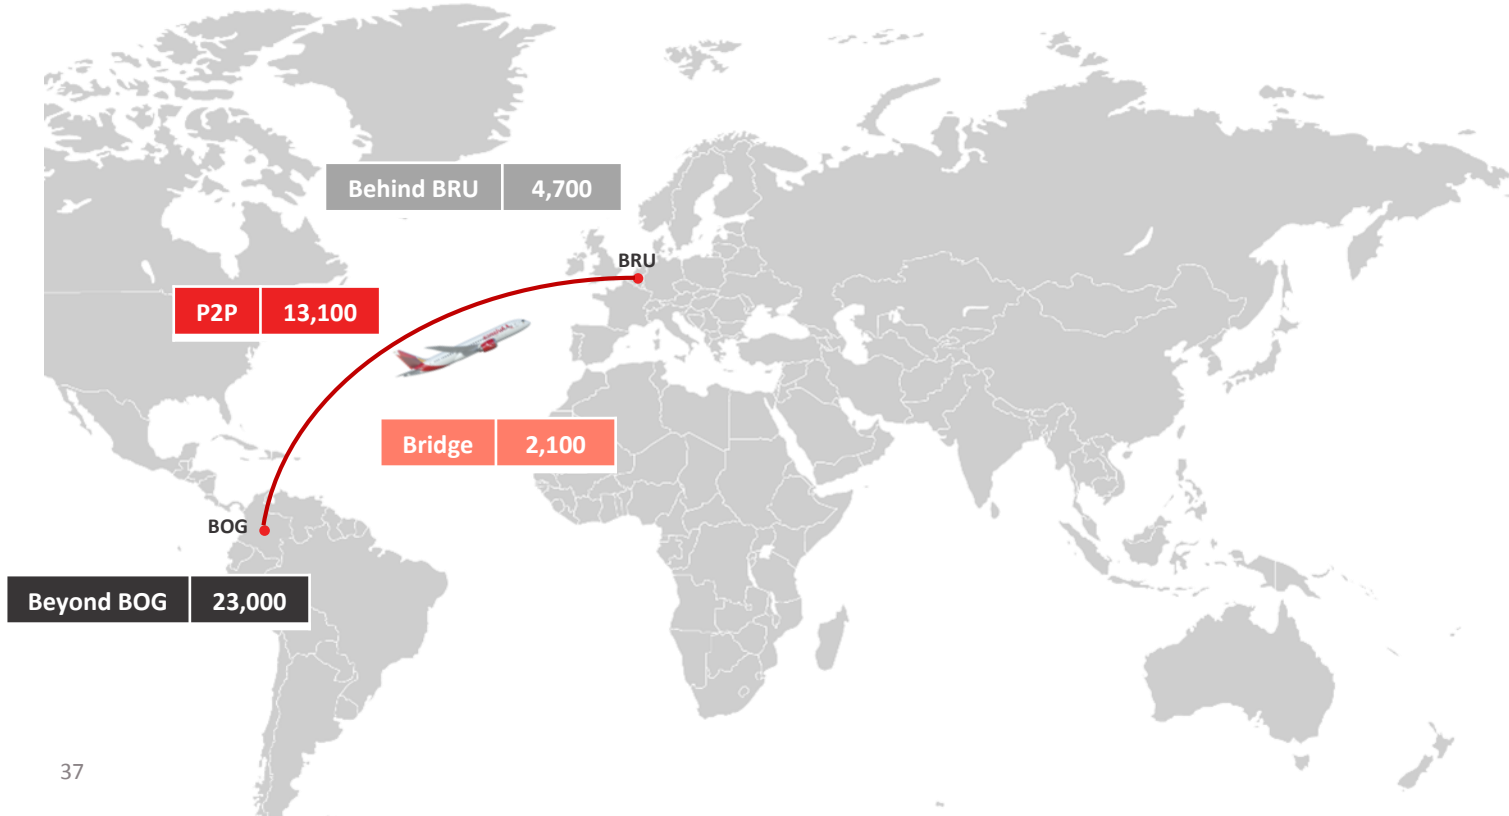 Behind BRU 4,700
BRU
P2P 13,100
Bridge 2,100
BOG
Beyond BOG 23,000
37